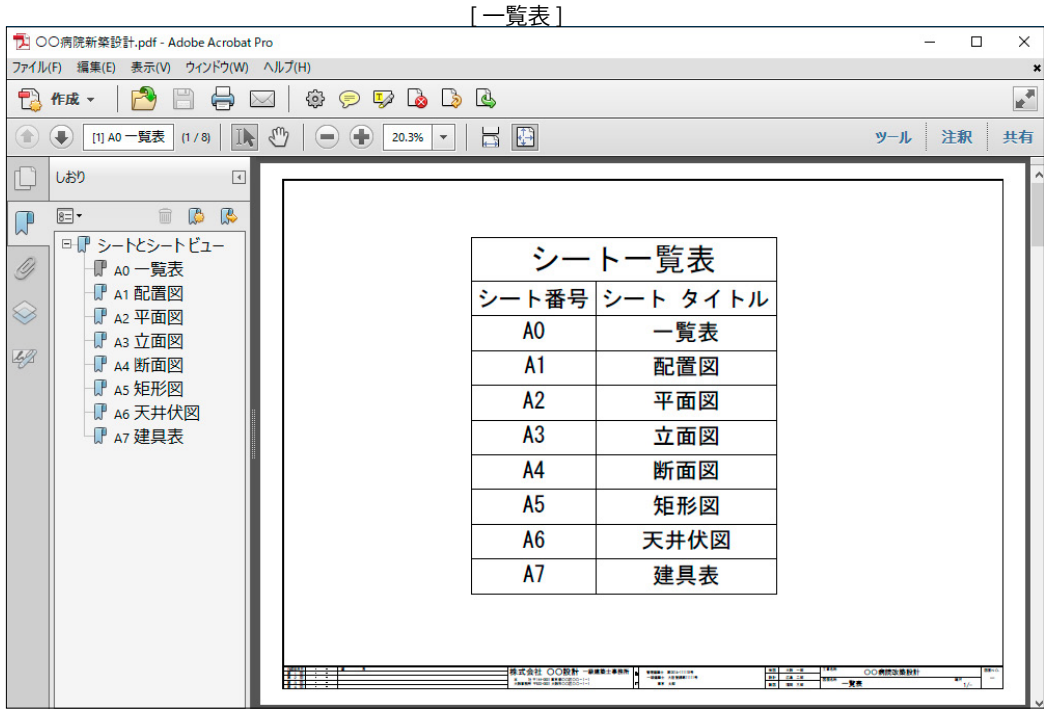 [ 一覧表 ]
〇〇病院新築設計.pdf - Adobe Acrobat Pro
ファイル(F) 編集(E) 表示(V) ウィンドウ(W) ヘルプ(H)
作成
[1] A0 一覧表 (1 / 8) 20.3% ツール 注釈 共有
しおり
シートとシートビュー
A0 一覧表
A1 配置図
A2 平面図
A3 立面図
A4 断面図
A5 矩形図
A6 天井伏図
A7 建具表
シート一覧表
シート番号 シート タイトル
A0 一覧表
A1 配置図
A2 平面図
A3 立面図
A4 断面図
A5 矩形図
A6 天井伏図
A7 建具表
株式会社 〇〇設計 一級建築士事務所
〇〇病院改築設計
一覧表